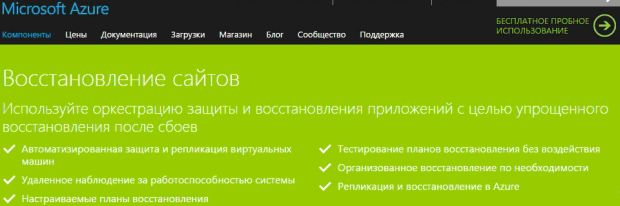 Microsoft Azure
БЕСПЛАТНОЕ ПРОБНОЕ
ИСПОЛЬЗОВАНИЕ
Компоненты Цены Документация Загрузки Магазин Блог Сообщество Поддержка
Восстановление сайтов
Используйте оркестрацию защиты и восстановления приложений с целью упрощенного
восстановления после сбоев
Автоматизированная защита и репликация виртуальных
машин
Удаленное наблюдение за работоспособностью системы
Настраиваемые планы восстановления
Тестирование планов восстановления без воздействия
Организованное восстановление по необходимости
Репликация и восстановление в Azure